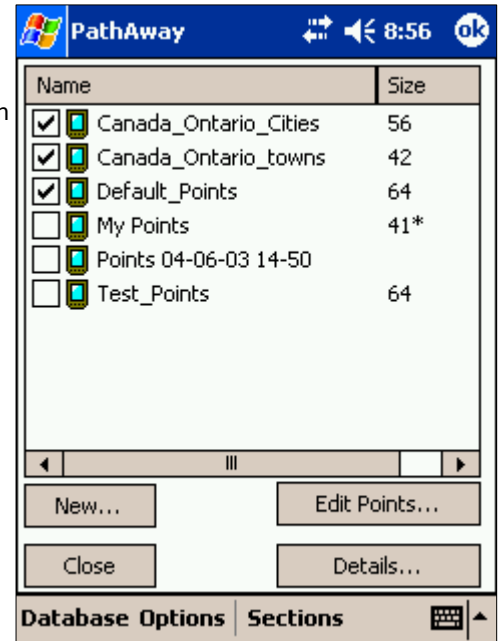 PathAway 8:56 ok
Name Size
n
Canada_Ontario_Cities 56
Canada_Ontario_towns 42
Default_Points 64
My Points 41*
Points 04-06-03 14-50
Test_Points 64
New... Edit Points...
Close Details...
Database Options Sections